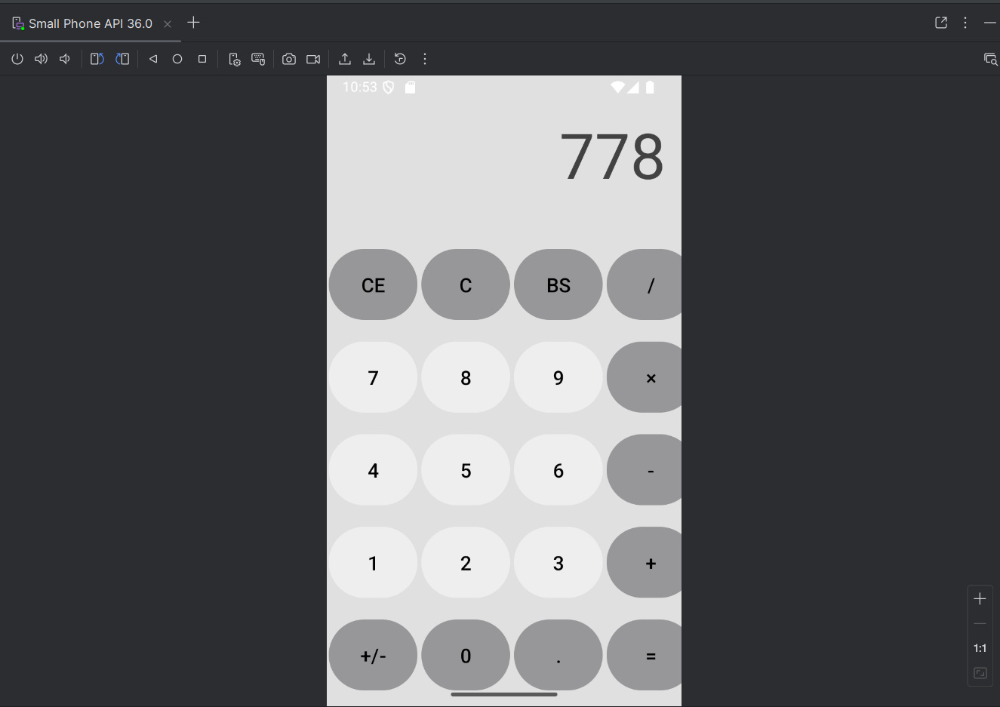 Small Phone API 36.0
10:53
778
CE C BS /
7 8 9 ×
4 5 6 -
1 2 3 +
+/- 0 . =
1:1